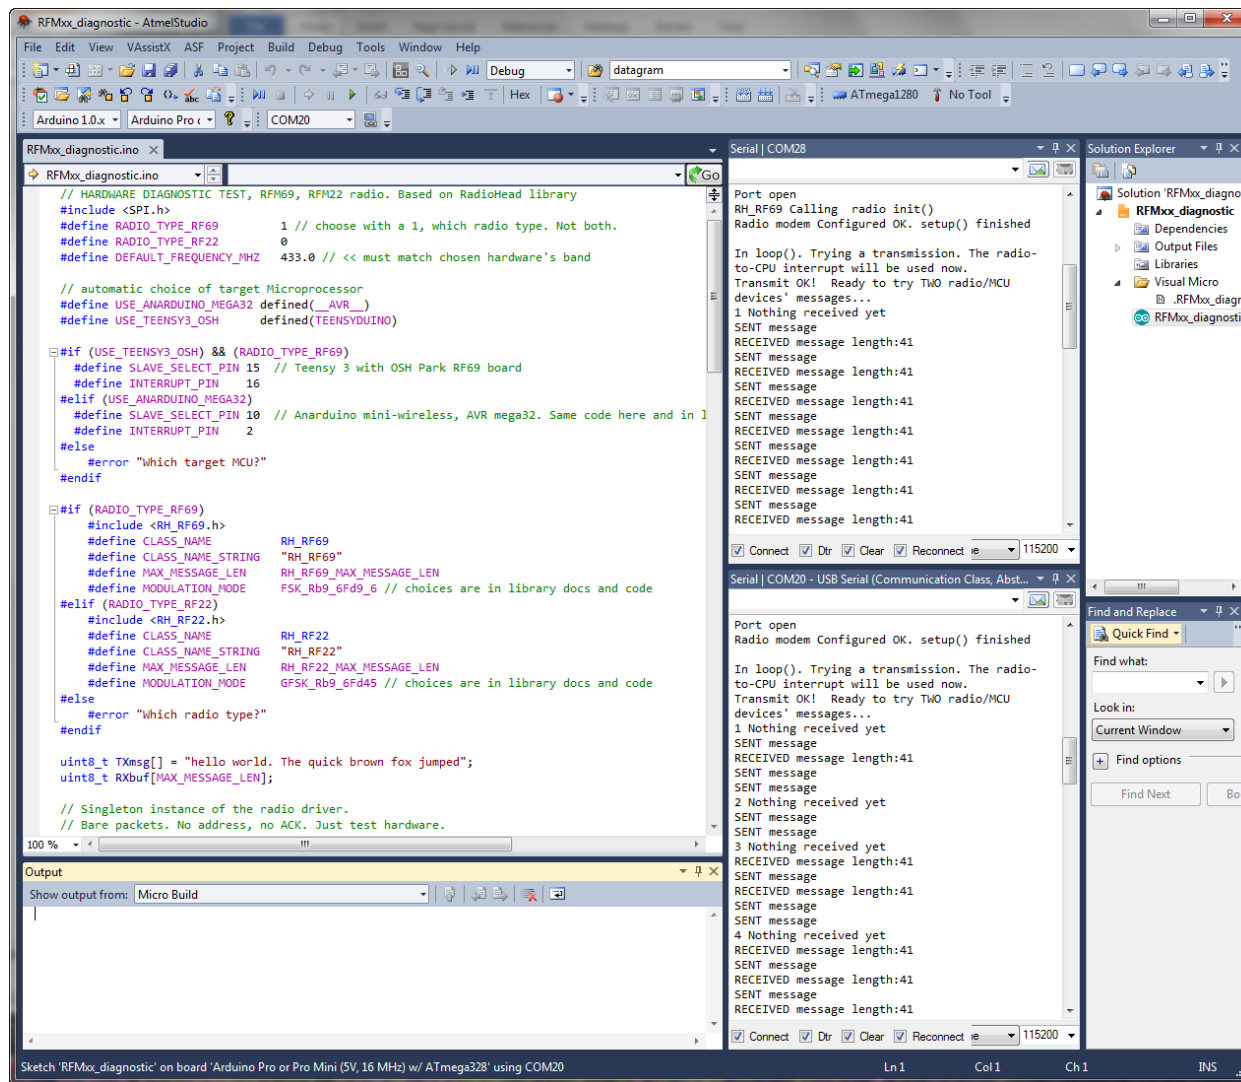 RFMxx_diagnostic - AtmelStudio
File Edit View VAssistX ASF Project Build Debug Tools Window Help
Debug datagram
Hex ATmega1280 No Tool
Arduino 1.0.x Arduino Pro ( COM20
RFMxx_diagnostic.ino
RFMxx_diagnostic.ino Go
// HARDWARE DIAGNOSTIC TEST, RFM69, RFM22 radio. Based on RadioHead library
#include <SPI.h>
#define RADIO_TYPE_RF69 1 // choose with a 1, which radio type. Not both.
#define RADIO_TYPE_RF22 0
#define DEFAULT_FREQUENCY_MHZ 433.0 // << must match chosen hardware's band
// automatic choice of target Microprocessor
#define USE_ANARDUINO_MEGA32 defined(__AVR__)
#define USE_TEENSY3_OSH defined(TEENSYDUINO)
#if (USE_TEENSY3_OSH) && (RADIO_TYPE_RF69)
#define SLAVE_SELECT_PIN 15 // Teensy 3 with OSH Park RF69 board
#define INTERRUPT_PIN 16
#elif (USE_ANARDUINO_MEGA32)
#define SLAVE_SELECT_PIN 10 // Anarduino mini-wireless, AVR mega32. Same code here and in l
#define INTERRUPT_PIN 2
#else
#error "Which target MCU?"
#endif
#if (RADIO_TYPE_RF69)
#include <RH_RF69.h>
#define CLASS_NAME RH_RF69
#define CLASS_NAME_STRING "RH_RF69"
#define MAX_MESSAGE_LEN RH_RF69_MAX_MESSAGE_LEN
#define MODULATION_MODE FSK_Rb9_6Fd9_6 // choices are in library docs and code
#elif (RADIO_TYPE_RF22)
#include <RH_RF22.h>
#define CLASS_NAME RH_RF22
#define CLASS_NAME_STRING "RH_RF22"
#define MAX_MESSAGE_LEN RH_RF22_MAX_MESSAGE_LEN
#define MODULATION_MODE GFSK_Rb9_6Fd45 // choices are in library docs and code
#else
#error "Which radio type?"
#endif
uint8_t TXmsg[] = "hello world. The quick brown fox jumped";
uint8_t RXbuf[MAX_MESSAGE_LEN];
// Singleton instance of the radio driver.
// Bare packets. No address, no ACK. Just test hardware.
100 %
Output
Show output from: Micro Build
Serial | COM28
Port open
RH_RF69 Calling radio init()
Radio modem Configured OK. setup() finished
In loop(). Trying a transmission. The radio-
to-CPU interrupt will be used now.
Transmit OK! Ready to try TWO radio/MCU
devices' messages...
1 Nothing received yet
SENT message
RECEIVED message length:41
SENT message
RECEIVED message length:41
SENT message
RECEIVED message length:41
SENT message
RECEIVED message length:41
SENT message
RECEIVED message length:41
SENT message
RECEIVED message length:41
SENT message
RECEIVED message length:41
Connect Dtr Clear Reconnect 115200
Serial | COM20 - USB Serial (Communication Class, Abst...
Port open
Radio modem Configured OK. setup() finished
In loop(). Trying a transmission. The radio-
to-CPU interrupt will be used now.
Transmit OK! Ready to try TWO radio/MCU
devices' messages...
1 Nothing received yet
SENT message
RECEIVED message length:41
SENT message
SENT message
2 Nothing received yet
SENT message
SENT message
3 Nothing received yet
RECEIVED message length:41
SENT message
RECEIVED message length:41
SENT message
SENT message
4 Nothing received yet
RECEIVED message length:41
SENT message
RECEIVED message length:41
SENT message
RECEIVED message length:41
Connect Dtr Clear Reconnect 115200
Solution Explorer
Solution 'RFMxx_diagno
RFMxx_diagnostic
Dependencies
Output Files
Libraries
Visual Micro
.RFMxx_diagr
RFMxx_diagnosti
Find and Replace
Quick Find
Find what:
Look in:
Current Window
Find options
Find Next Bo
Sketch 'RFMxx_diagnostic' on board 'Arduino Pro or Pro Mini (5V, 16 MHz) w/ ATmega328' using COM20 Ln 1 Col 1 Ch 1 INS